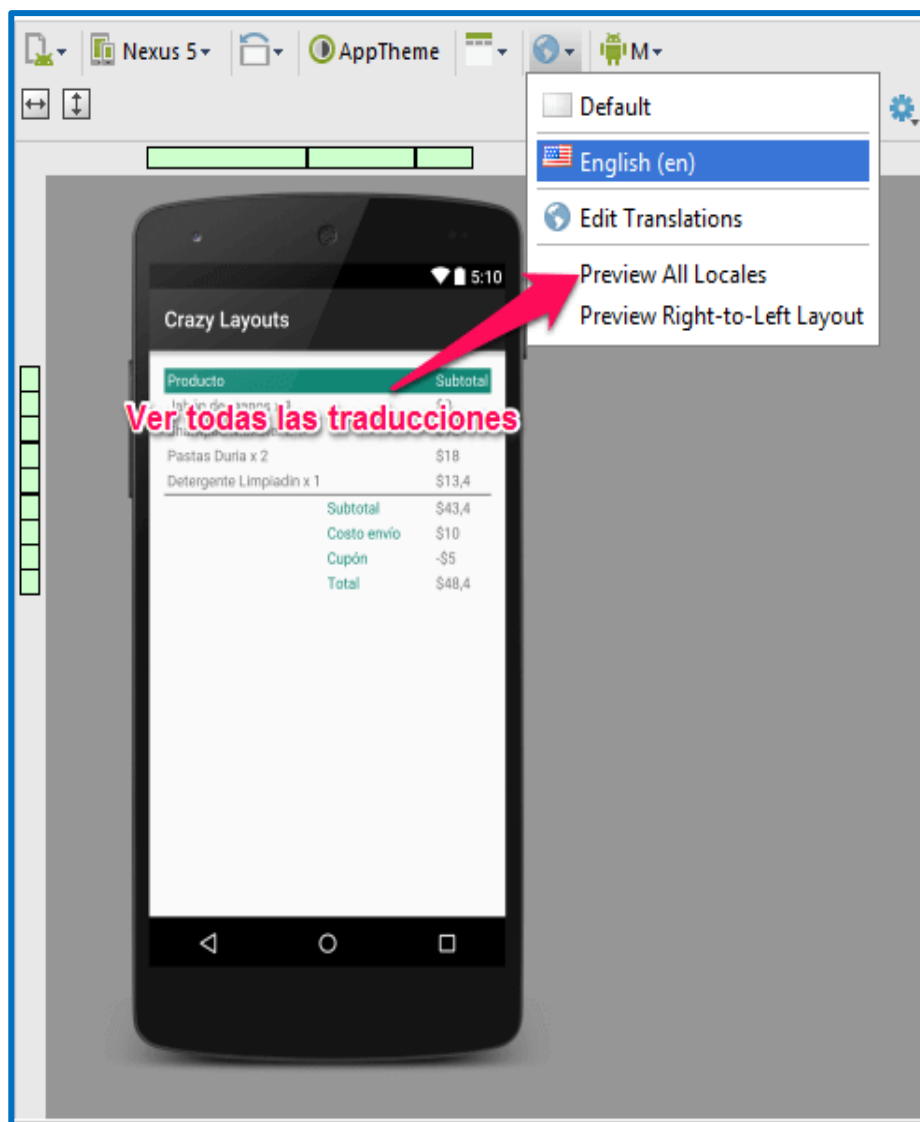 Nexus 5 AppTheme M
Default
English (en)
Edit Translations
Preview All Locales
Preview Right-to-Left Layout
5:10
Crazy Layouts
Producto Subtotal
Ver todas las traducciones
Pastas Duria x 2 $18
Detergente Limpiadin x 1 $13,4
Subtotal $43,4
Costo envío $10
Cupón -$5
Total $48,4